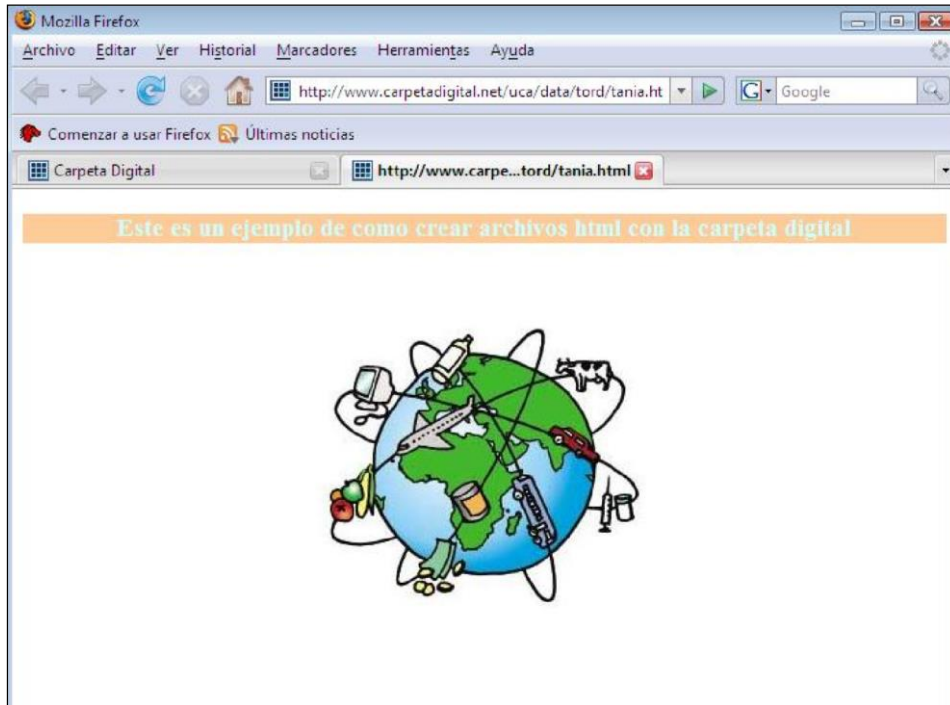 Mozilla Firefox
Archivo Editar Ver Historial Marcadores Herramientas Ayuda
http://www.carpetadigital.net/uca/data/tord/tania.ht G Google
Comenzar a usar Firefox Últimas noticias
Carpeta Digital http://www.carpe...tord/tania.html
Este es un ejemplo de como crear archivos html con la carpeta digital